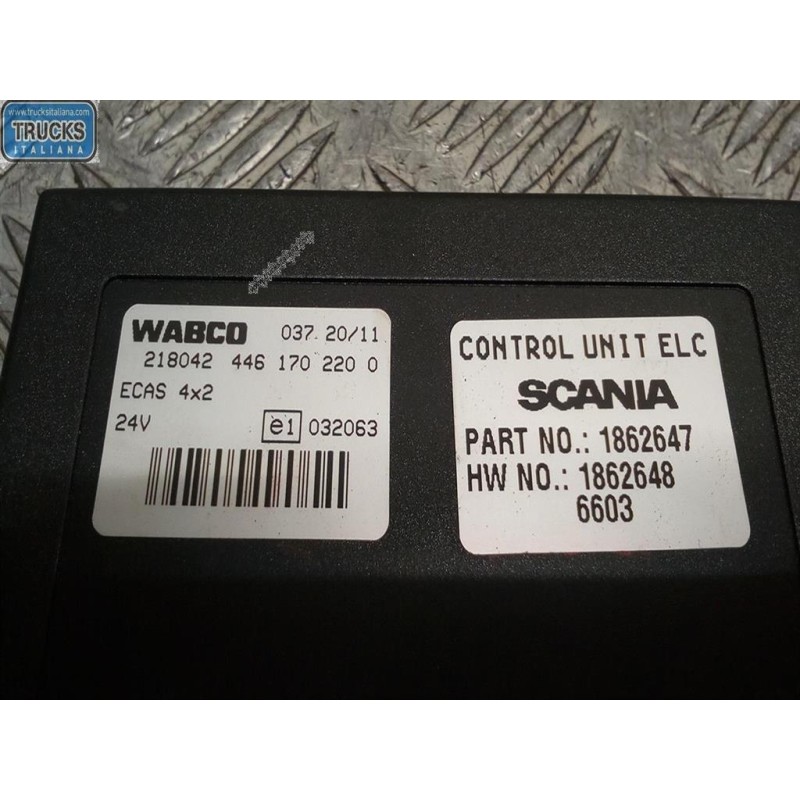 www.trucksitaliana.com
TRUCKS
ITALIANA
WABCO 037 20/11
218042 446 170 220 0
ECAS 4x2
24V e1 032063
CONTROL UNIT ELC
SCANIA
PART NO.: 1862647
HW NO.: 1862648
6603